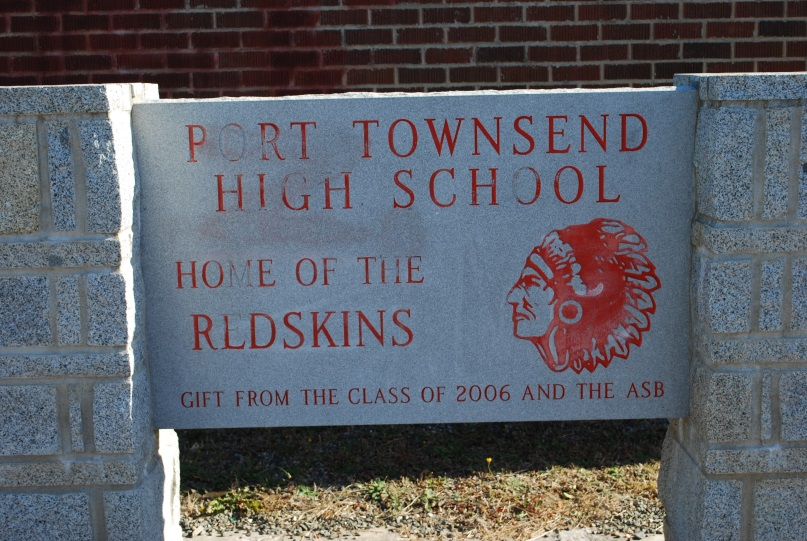 PORT TOWNSEND
HIGH SCHOOL
HOME OF THE
REDSKINS
GIFT FROM THE CLASS OF 2006 AND THE ASB